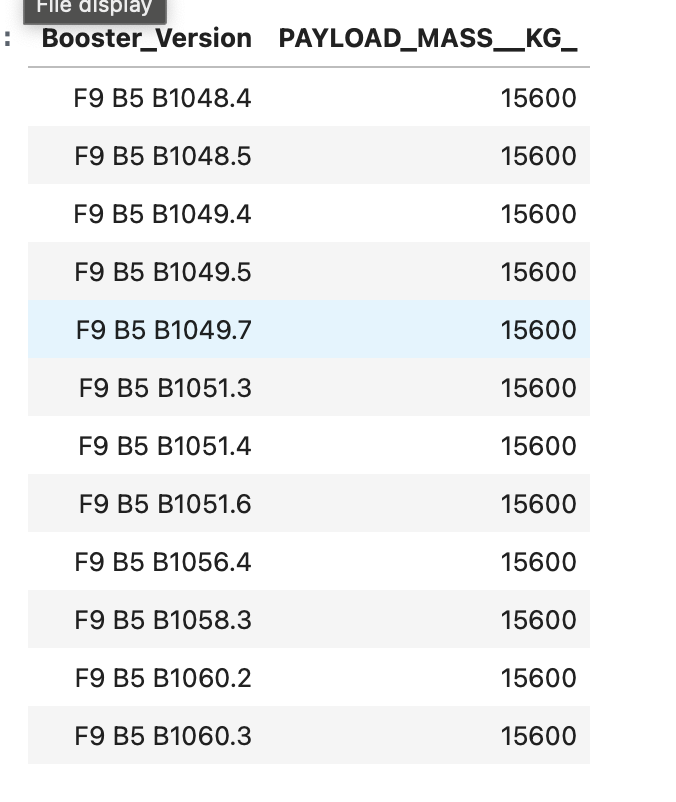 File display
: Booster_Version PAYLOAD_MASS__KG_
F9 B5 B1048.4 15600
F9 B5 B1048.5 15600
F9 B5 B1049.4 15600
F9 B5 B1049.5 15600
F9 B5 B1049.7 15600
F9 B5 B1051.3 15600
F9 B5 B1051.4 15600
F9 B5 B1051.6 15600
F9 B5 B1056.4 15600
F9 B5 B1058.3 15600
F9 B5 B1060.2 15600
F9 B5 B1060.3 15600